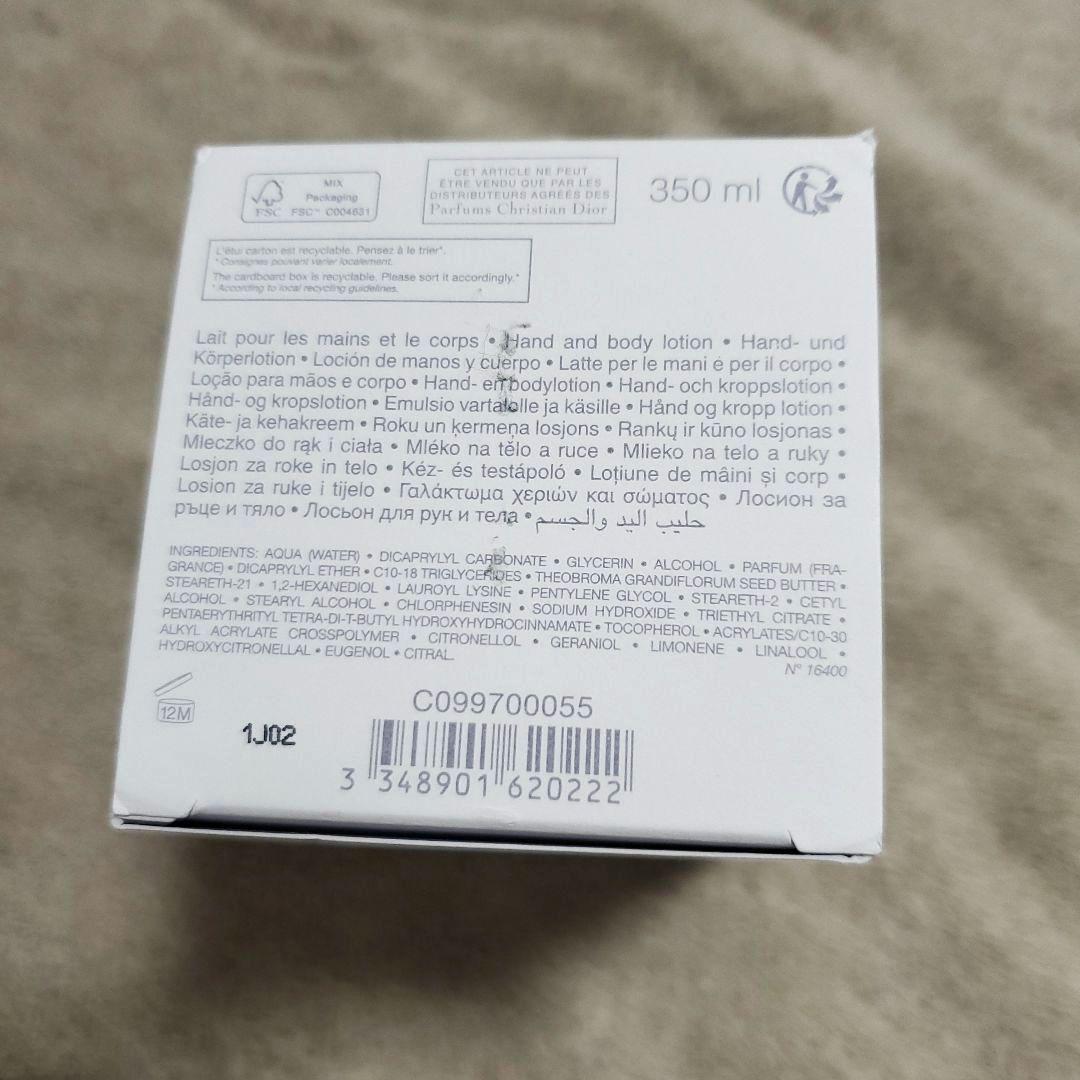 MIX
Packaging
FSC FSC™ C004631
CET ARTICLE NE PEUT
ÊTRE VENDU QUE PAR LES
DISTRIBUTEURS AGRÉÉS DES
Parfums Christian Dior
350 ml
L'étui carton est recyclable. Pensez à le trier*.
* Consignes pouvant varier localement.
The cardboard box is recyclable. Please sort it accordingly.*
* According to local recycling guidelines.
Lait pour les mains et le corps • Hand and body lotion • Hand- und
Körperlotion • Loción de manos y cuerpo • Latte per le mani e per il corpo •
Loção para mãos e corpo • Hand- en bodylotion • Hand- och kroppslotion •
Hånd- og kropslotion • Emulsio vartalolle ja käsille • Hånd og kropp lotion •
Käte- ja kehakreem • Roku un ķermeņa losjons • Rankų ir kūno losjonas •
Mleczko do rąk i ciała • Mléko na tělo a ruce • Mlieko na telo a ruky •
Losjon za roke in telo • Kéz- és testápoló • Loțiune de mâini și corp •
Losion za ruke i tijelo • Γαλάκτωμα χεριών και σώματος • Лосион за
ръце и тяло • Лосьон для рук и тела • حليب اليد والجسم
INGREDIENTS: AQUA (WATER) • DICAPRYLYL CARBONATE • GLYCERIN • ALCOHOL • PARFUM (FRA-
GRANCE) • DICAPRYLYL ETHER • C10-18 TRIGLYCERIDES • THEOBROMA GRANDIFLORUM SEED BUTTER •
STEARETH-21 • 1,2-HEXANEDIOL • LAUROYL LYSINE • PENTYLENE GLYCOL • STEARETH-2 • CETYL
ALCOHOL • STEARYL ALCOHOL • CHLORPHENESIN • SODIUM HYDROXIDE • TRIETHYL CITRATE •
PENTAERYTHRITYL TETRA-DI-T-BUTYL HYDROXYHYDROCINNAMATE • TOCOPHEROL • ACRYLATES/C10-30
ALKYL ACRYLATE CROSSPOLYMER • CITRONELLOL • GERANIOL • LIMONENE • LINALOOL •
HYDROXYCITRONELLAL • EUGENOL • CITRAL.
N° 16400
12M
1J02
C099700055
3 348901 620222